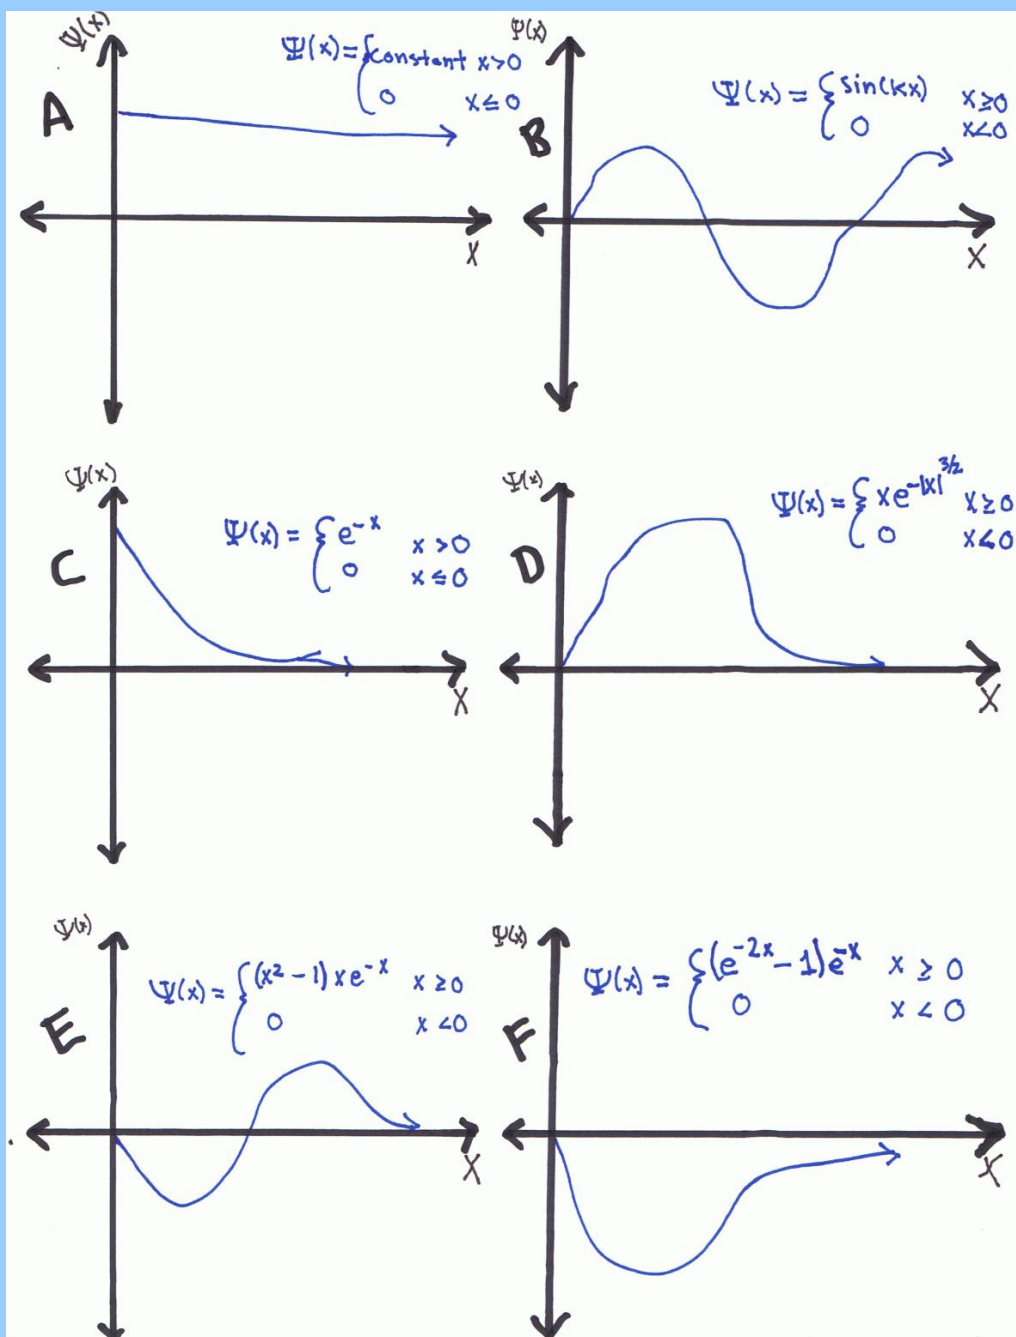 Ψ(x)
Ψ(x) = { constant x>0
0 x≤0
A
X
Ψ(x)
Ψ(x) = { sin(kx) x≥0
0 x<0
B
X
Ψ(x)
Ψ(x) = { e^-x x>0
0 x≤0
C
X
Ψ(x)
Ψ(x) = { x e^-|x|^3/2 x≥0
0 x<0
D
X
Ψ(x)
Ψ(x) = { (x²-1) x e^-x x≥0
0 x<0
E
X
Ψ(x)
Ψ(x) = { (e^-2x - 1) e^-x x≥0
0 x<0
F
X